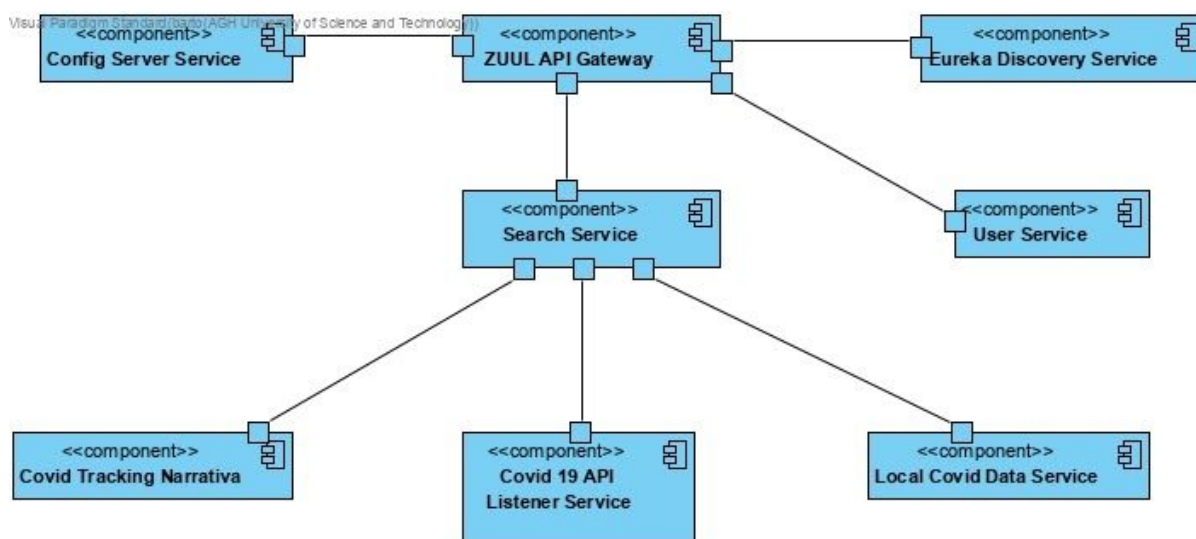 Visual Paradigm Standard(barto(AGH University of Science and Technology))
<<component>>
Config Server Service
<<component>>
ZUUL API Gateway
<<component>>
Eureka Discovery Service
<<component>>
Search Service
<<component>>
User Service
<<component>>
Covid Tracking Narrativa
<<component>>
Covid 19 API
Listener Service
<<component>>
Local Covid Data Service